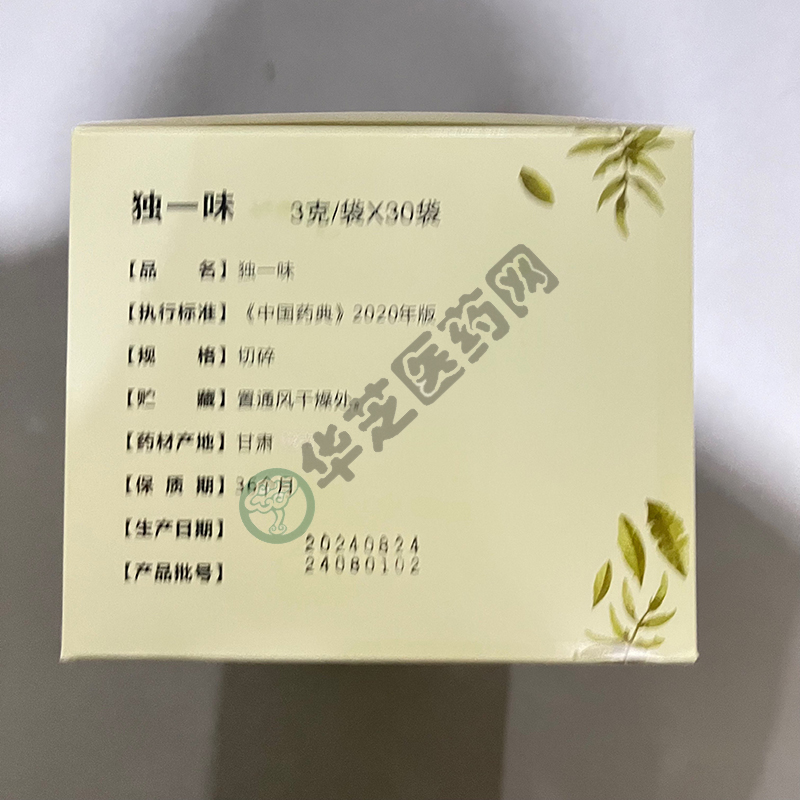 独一味 3克/袋X30袋
【品 名】独一味
【执行标准】《中国药典》2020年版
【规 格】切碎
【贮 藏】置通风干燥处。
【药材产地】甘肃
【保 质 期】36个月
【生产日期】20240824
【产品批号】24080102
华芝医药网